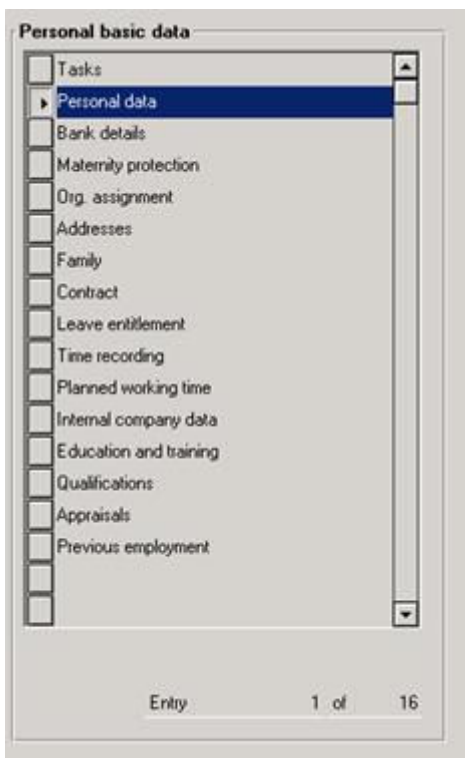 Personal basic data
Tasks
Personal data
Bank details
Maternity protection
Org. assignment
Addresses
Family
Contract
Leave entitlement
Time recording
Planned working time
Internal company data
Education and training
Qualifications
Appraisals
Previous employment
Entry 1 of 16